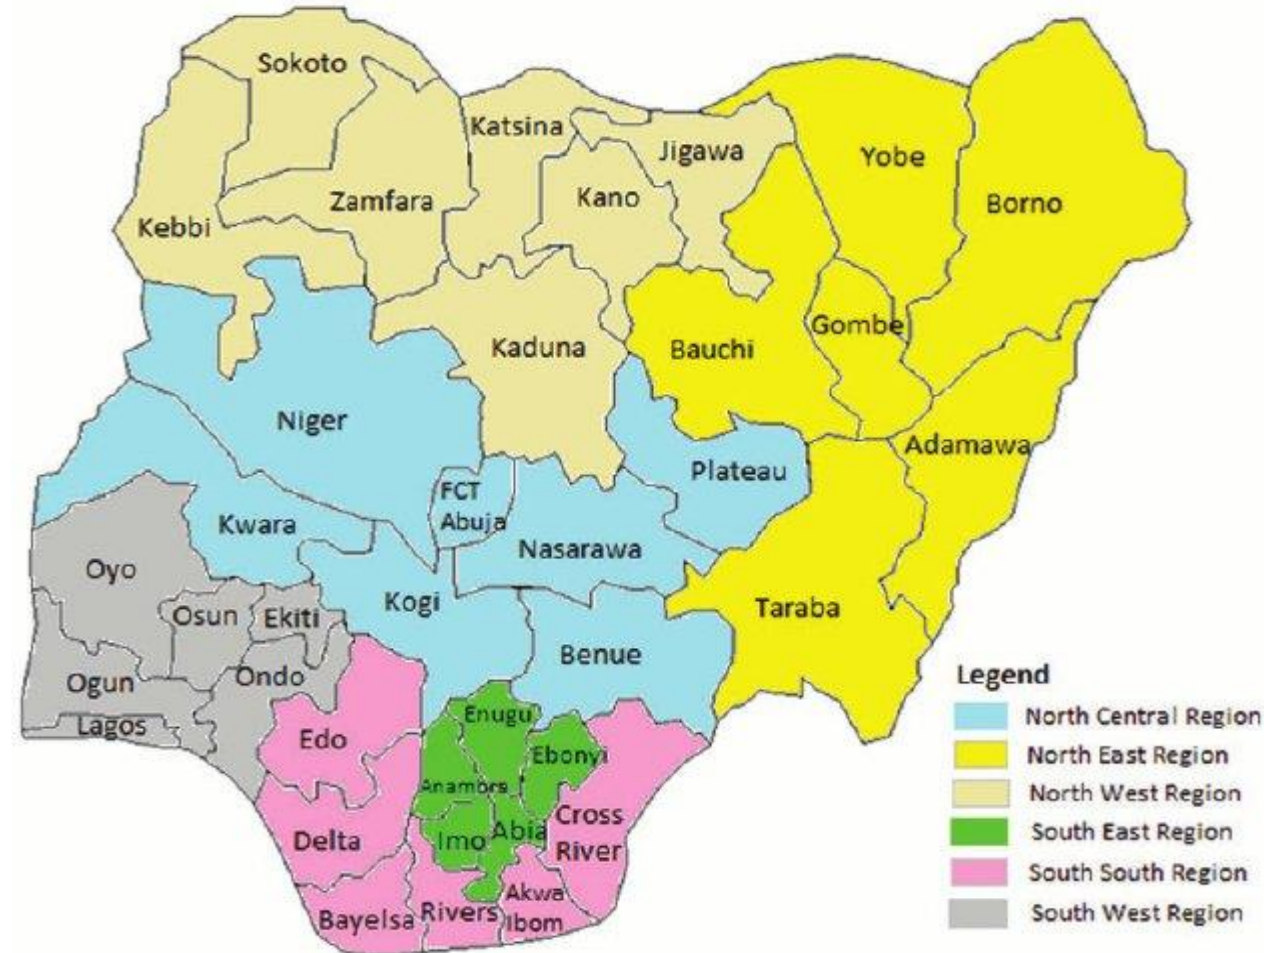 Sokoto
Katsina
Jigawa
Yobe
Borno
Kebbi
Zamfara
Kano
Kaduna
Bauchi
Gombe
Niger
Adamawa
Plateau
FCT
Abuja
Kwara
Nasarawa
Oyo
Kogi
Taraba
Osun
Ekiti
Benue
Ogun
Ondo
Lagos
Edo
Enugu
Ebonyi
Anambra
Delta
Imo
Abia
Cross
River
Bayelsa
Rivers
Akwa
Ibom
Legend
North Central Region
North East Region
North West Region
South East Region
South South Region
South West Region